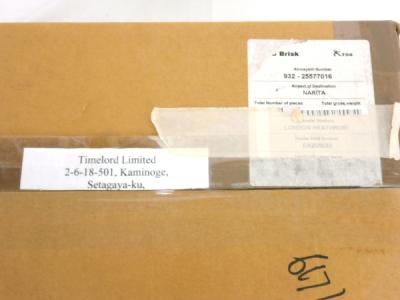 Brisk
Airwaybill Number
932 - 25577016
Airport of Destination
NARITA
Total Number of pieces Total gross weight
LONDON HEATHROW
Timelord Limited
2-6-18-501, Kaminoge,
Setagaya-ku,